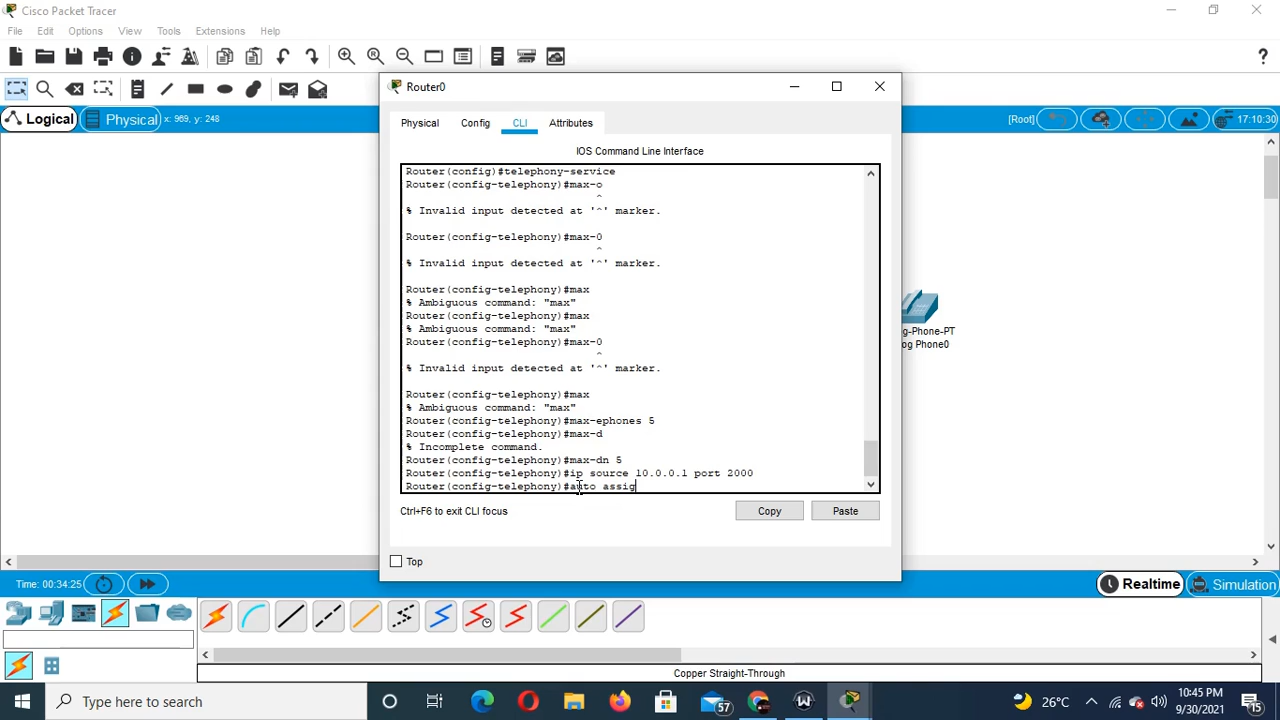 Cisco Packet Tracer
File Edit Options View Tools Extensions Help
?
Logical Physical x: 969, y: 248 [Root] 17:10:30
Router0
Physical Config CLI Attributes
IOS Command Line Interface
Router(config)#telephony-service
Router(config-telephony)#max-o
^
% Invalid input detected at '^' marker.
Router(config-telephony)#max-0
^
% Invalid input detected at '^' marker.
Router(config-telephony)#max
% Ambiguous command: "max"
Router(config-telephony)#max
% Ambiguous command: "max"
Router(config-telephony)#max-0
^
% Invalid input detected at '^' marker.
Router(config-telephony)#max
% Ambiguous command: "max"
Router(config-telephony)#max-ephones 5
Router(config-telephony)#max-d
% Incomplete command.
Router(config-telephony)#max-dn 5
Router(config-telephony)#ip source 10.0.0.1 port 2000
Router(config-telephony)#auto assig
g-Phone-PT
og Phone0
Ctrl+F6 to exit CLI focus
Copy Paste
Top
Time: 00:34:25 Realtime Simulation
Copper Straight-Through
Type here to search
57
26°C
10:45 PM
9/30/2021
15